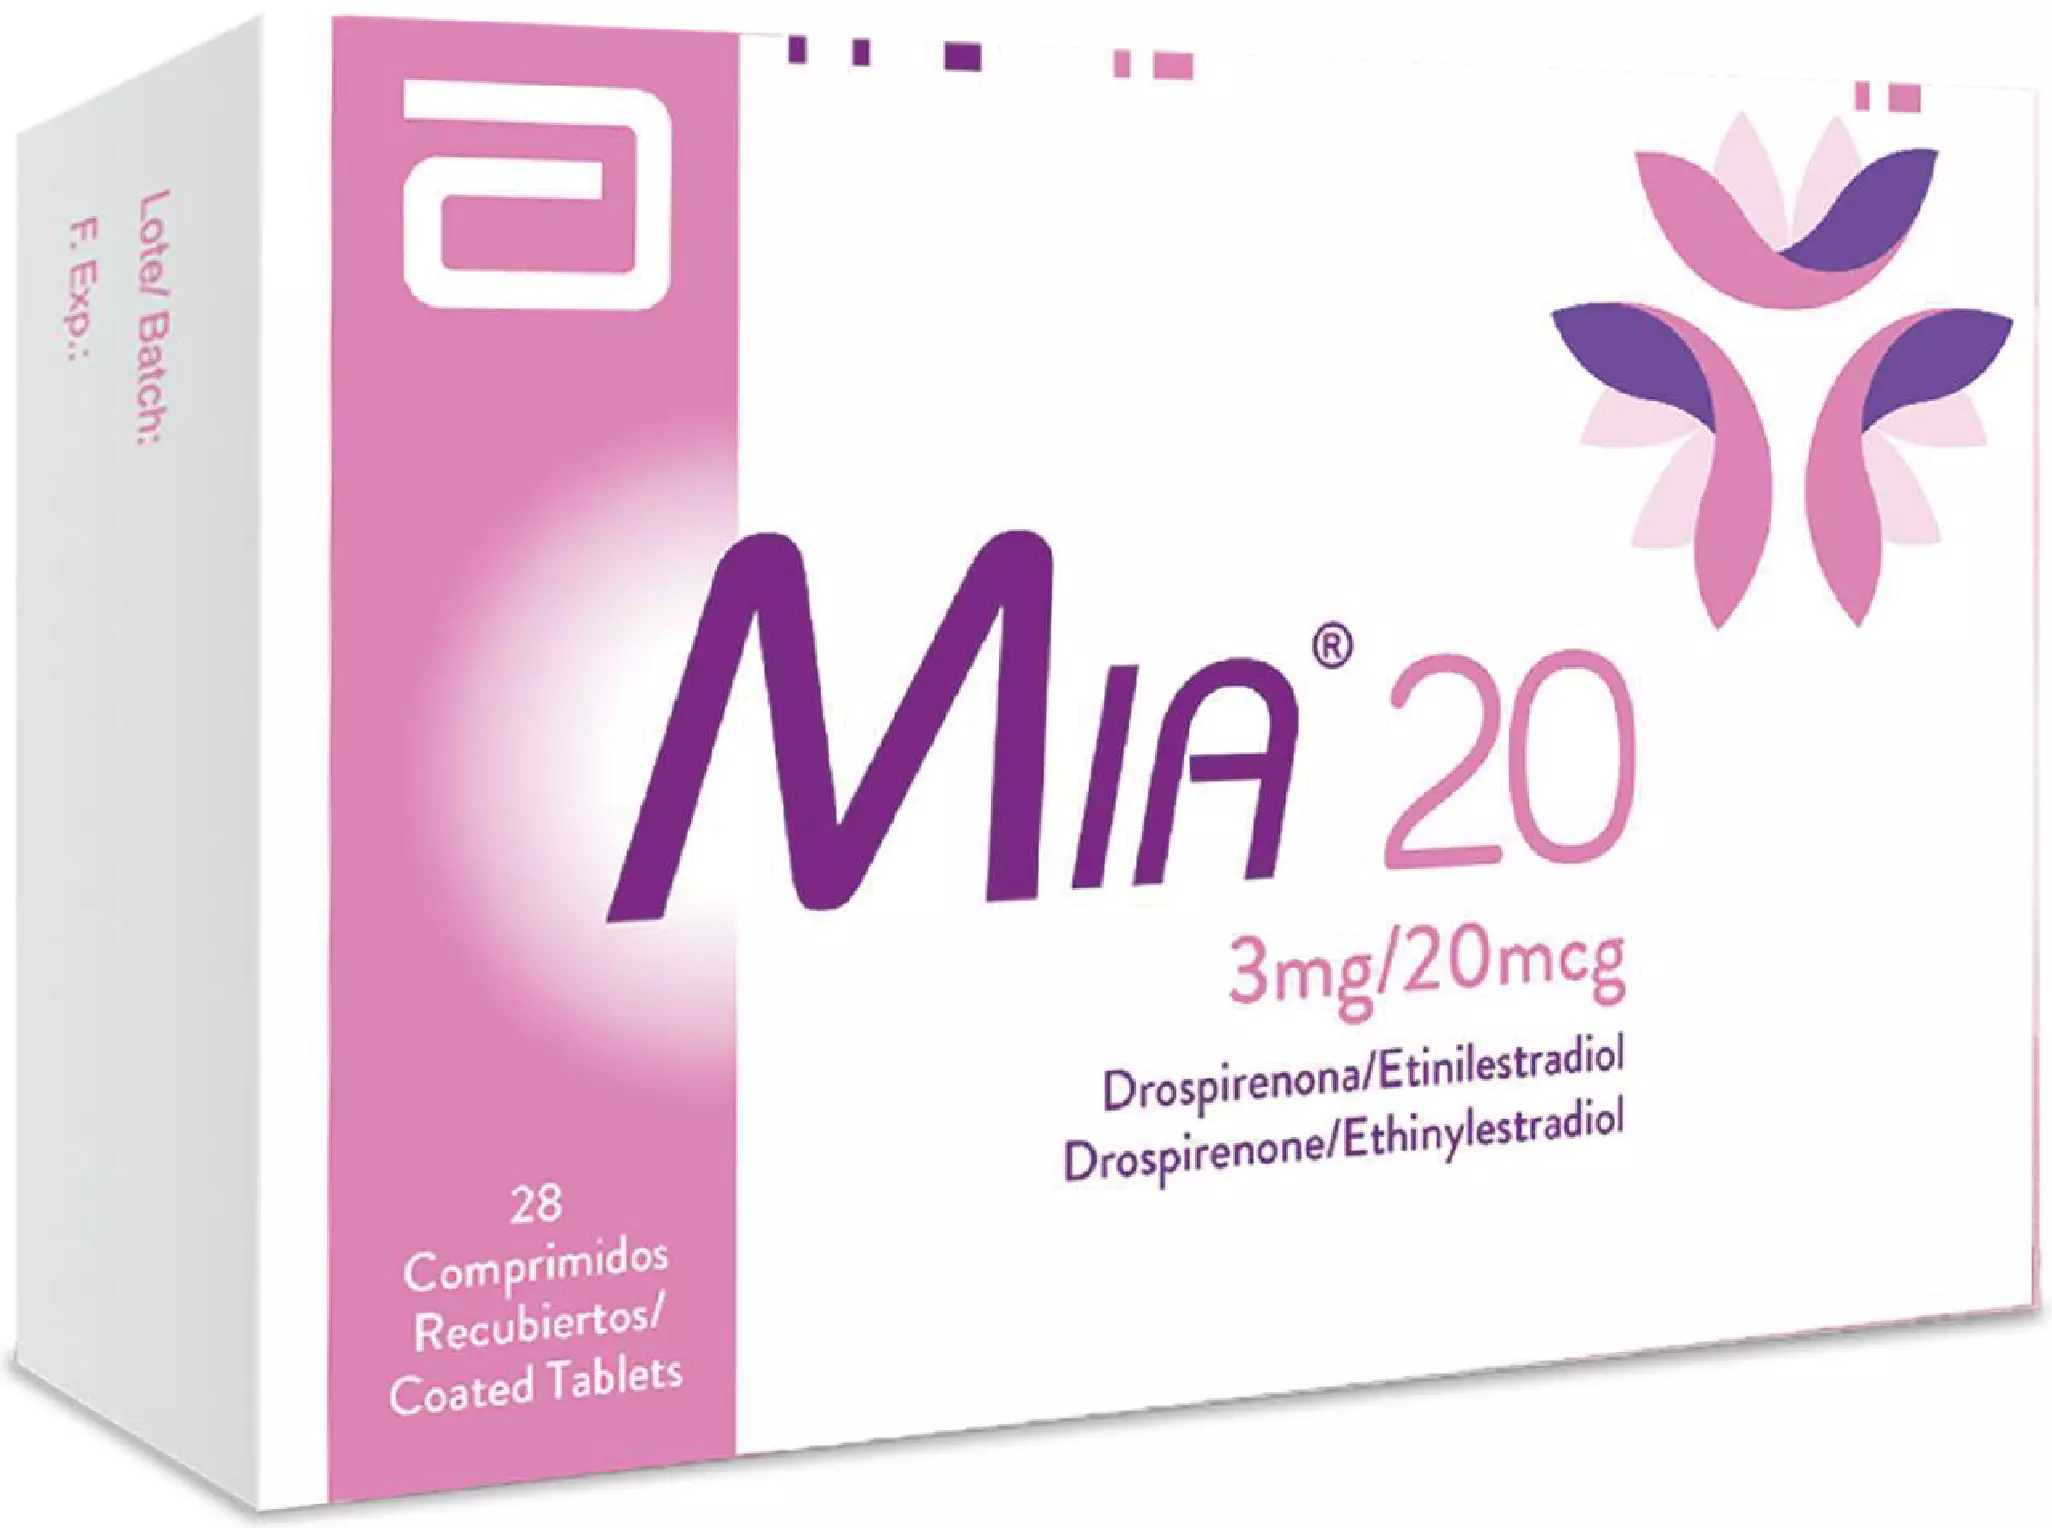 Lote/ Batch:
F. Exp.:
MIA® 20
3mg/20mcg
Drospirenona/Etinilestradiol
Drospirenone/Ethinylestradiol
28
Comprimidos
Recubiertos/
Coated Tablets